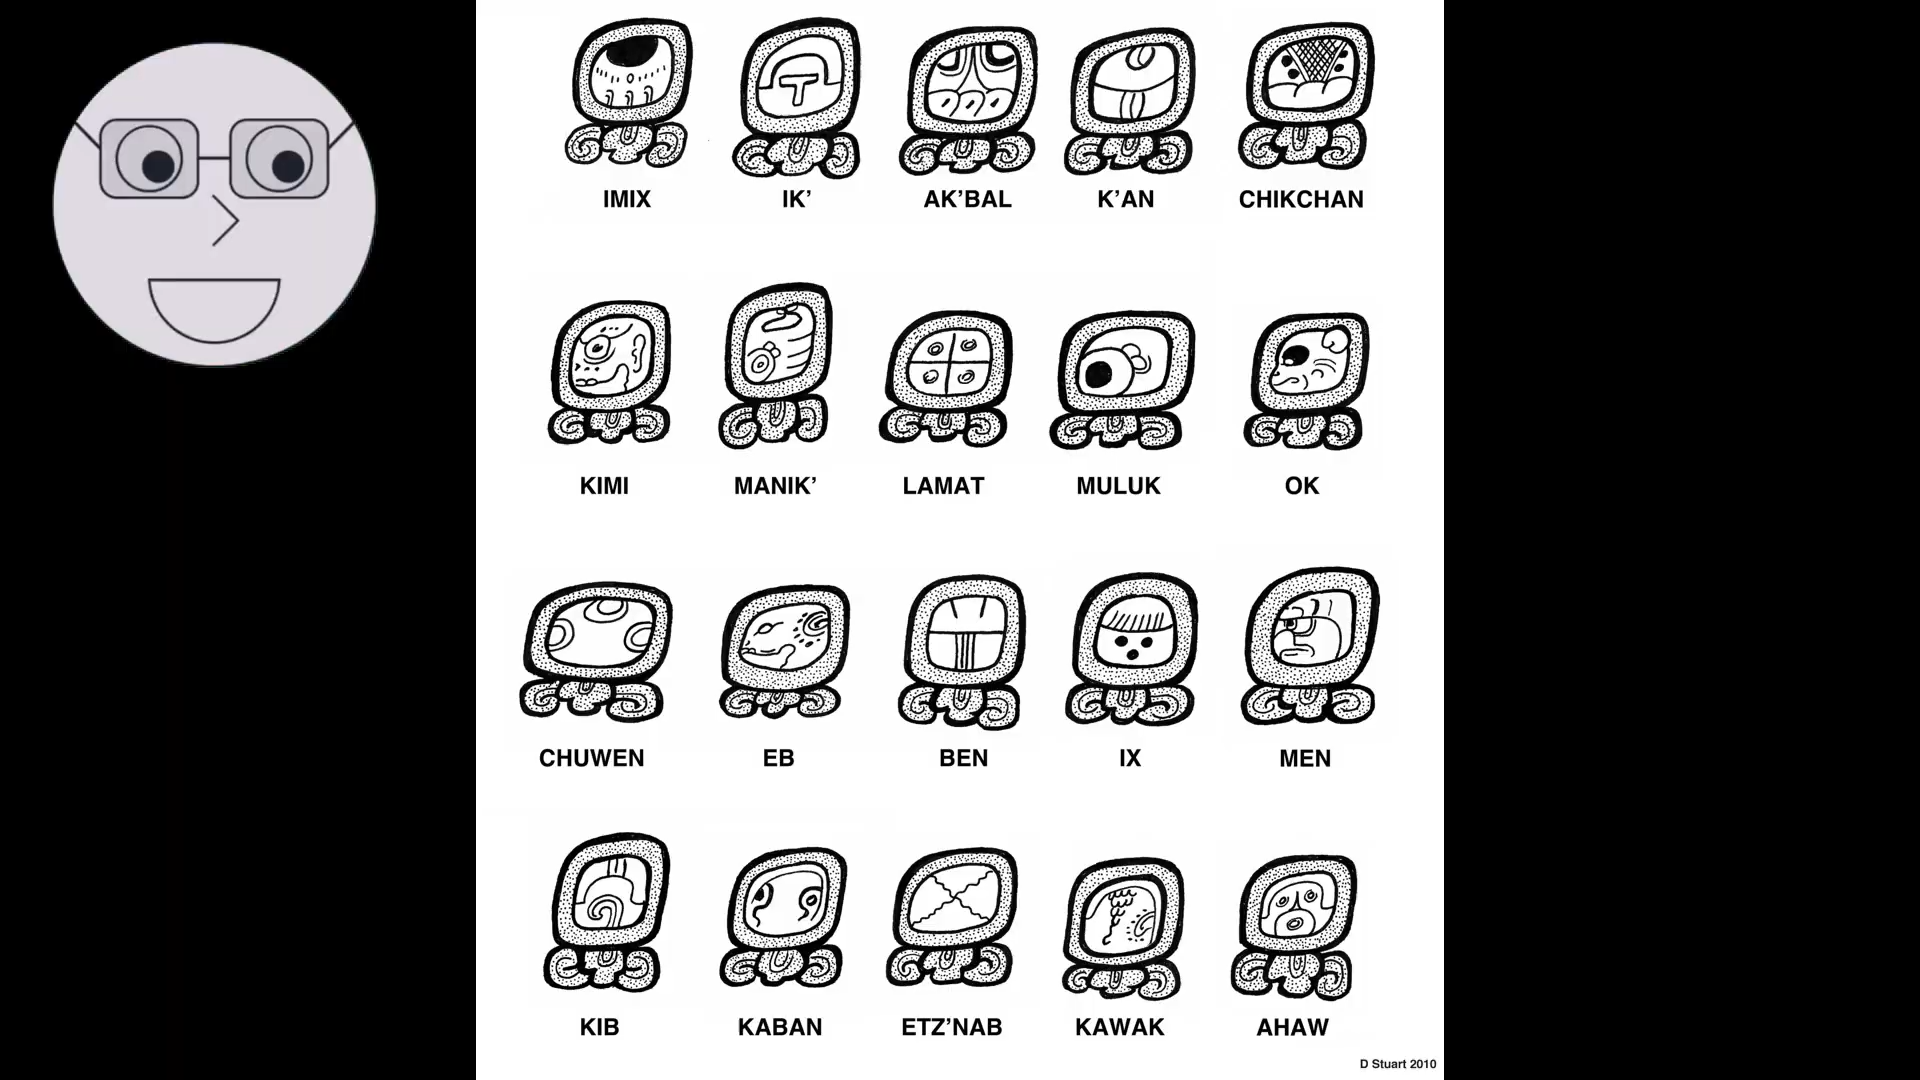 IMIX IK’ AK’BAL K’AN CHIKCHAN
KIMI MANIK’ LAMAT MULUK OK
CHUWEN EB BEN IX MEN
KIB KABAN ETZ’NAB KAWAK AHAW
D Stuart 2010